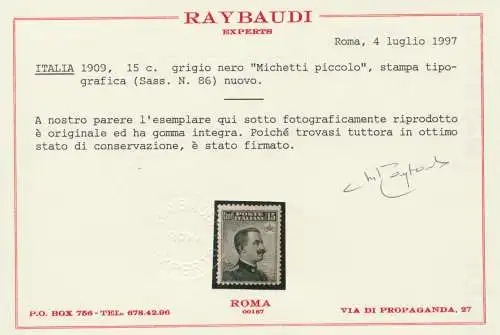 RAYBAUDI
EXPERTS
Roma, 4 luglio 1997
ITALIA 1909, 15 c. grigio nero "Michetti piccolo", stampa tipo-
grafica (Sass. N. 86) nuovo.
A nostro parere l'esemplare qui sotto fotograficamente riprodotto
è originale ed ha gomma integra. Poiché trovasi tuttora in ottimo
stato di conservazione, è stato firmato.
15
POSTE
ITALIANE
ROMA
00187
P.O. BOX 756 - TEL. 678.42.96
VIA DI PROPAGANDA, 27